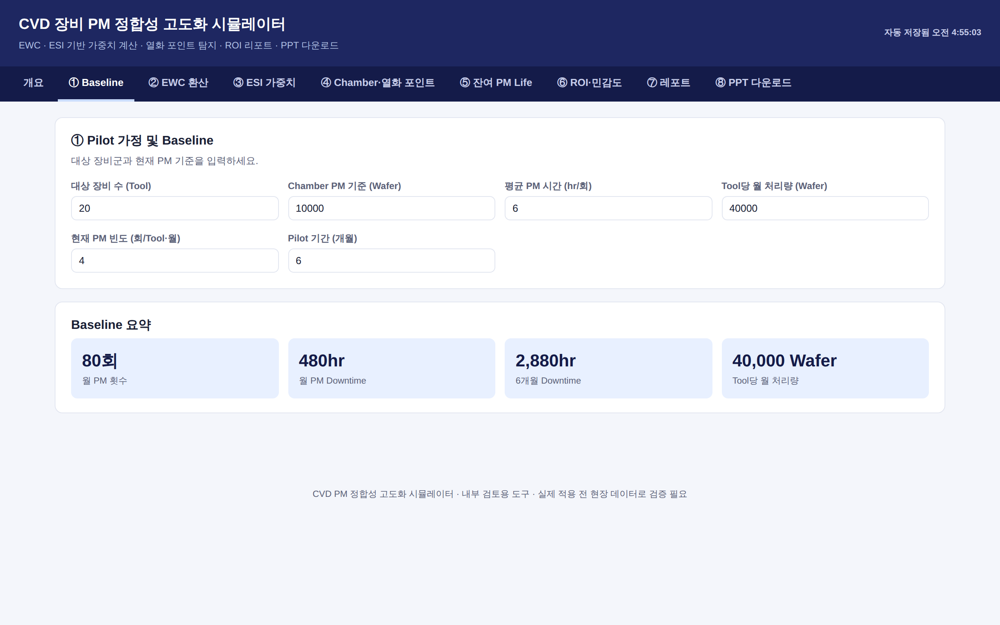 CVD 장비 PM 정합성 고도화 시뮬레이터
EWC · ESI 기반 가중치 계산 · 열화 포인트 탐지 · ROI 리포트 · PPT 다운로드
자동 저장됨 오전 4:55:03
개요
① Baseline
② EWC 환산
③ ESI 가중치
④ Chamber·열화 포인트
⑤ 잔여 PM Life
⑥ ROI·민감도
⑦ 레포트
⑧ PPT 다운로드
① Pilot 가정 및 Baseline
대상 장비군과 현재 PM 기준을 입력하세요.
대상 장비 수 (Tool)
20
Chamber PM 기준 (Wafer)
10000
평균 PM 시간 (hr/회)
6
Tool당 월 처리량 (Wafer)
40000
현재 PM 빈도 (회/Tool·월)
4
Pilot 기간 (개월)
6
Baseline 요약
80회
월 PM 횟수
480hr
월 PM Downtime
2,880hr
6개월 Downtime
40,000 Wafer
Tool당 월 처리량
CVD PM 정합성 고도화 시뮬레이터 · 내부 검토용 도구 · 실제 적용 전 현장 데이터로 검증 필요